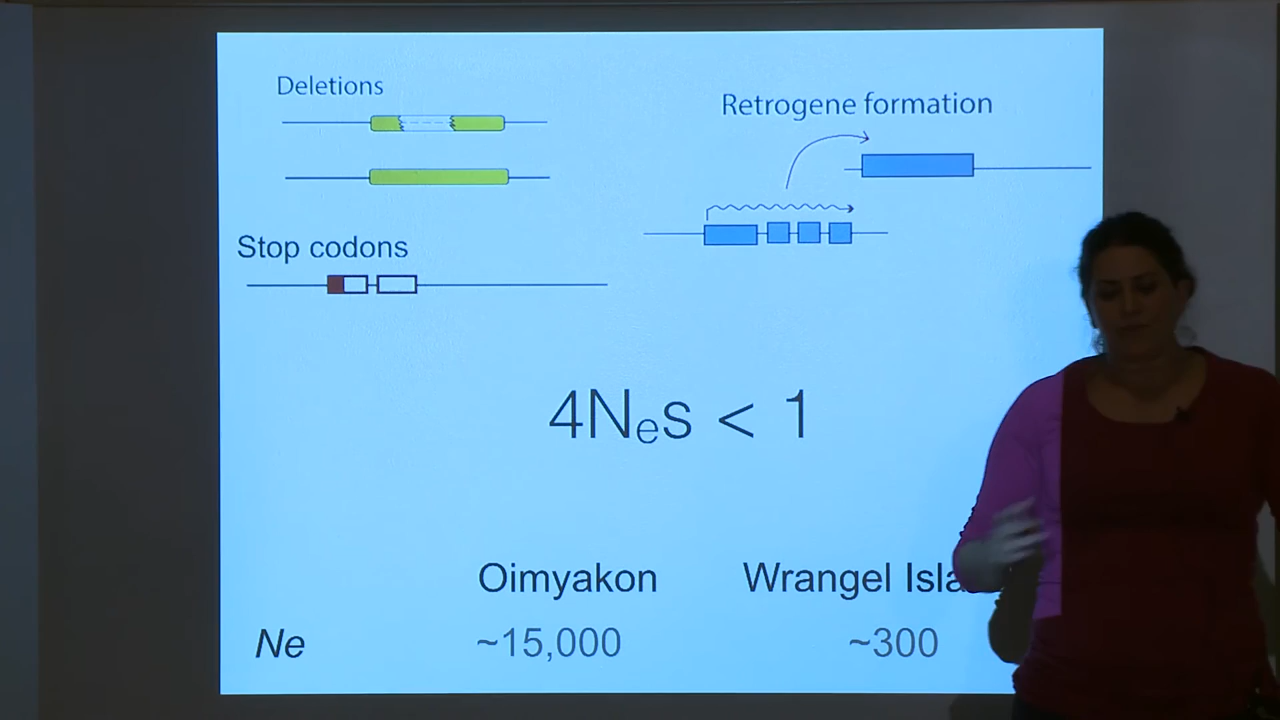 Deletions
Retrogene formation
Stop codons
4Nes < 1
Oimyakon Wrangel Isla
Ne ~15,000 ~300